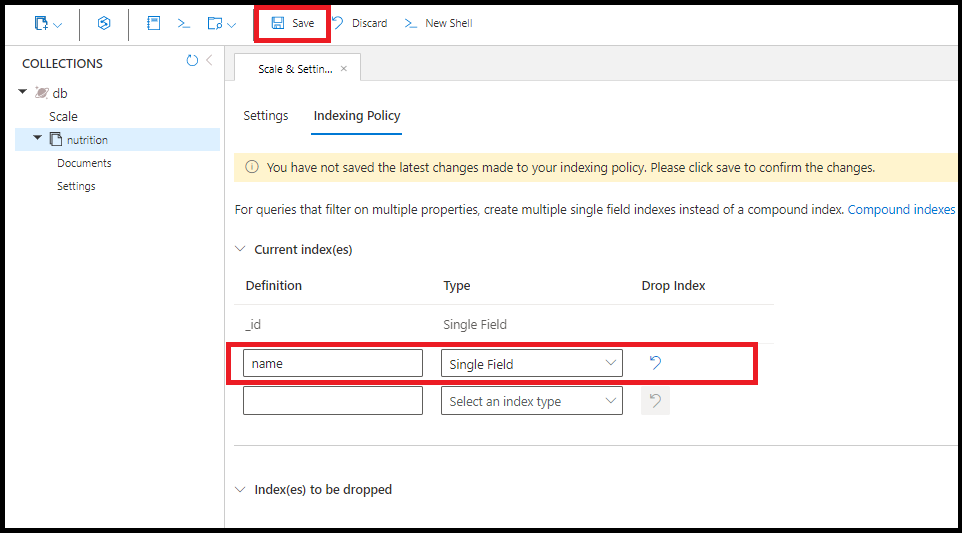 Save Discard >_ New Shell
COLLECTIONS
Scale & Settin... ×
db
Scale
nutrition
Documents
Settings
Settings Indexing Policy
You have not saved the latest changes made to your indexing policy. Please click save to confirm the changes.
For queries that filter on multiple properties, create multiple single field indexes instead of a compound index. Compound indexes
Current index(es)
Definition Type Drop Index
_id Single Field
name Single Field
Select an index type
Index(es) to be dropped